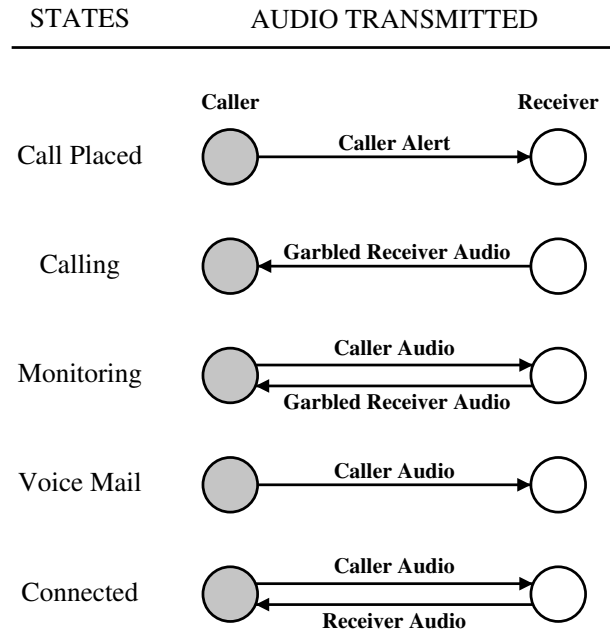 STATES AUDIO TRANSMITTED
Caller Receiver
Call Placed Caller Alert
Calling Garbled Receiver Audio
Caller Audio
Monitoring
Garbled Receiver Audio
Voice Mail Caller Audio
Caller Audio
Connected
Receiver Audio